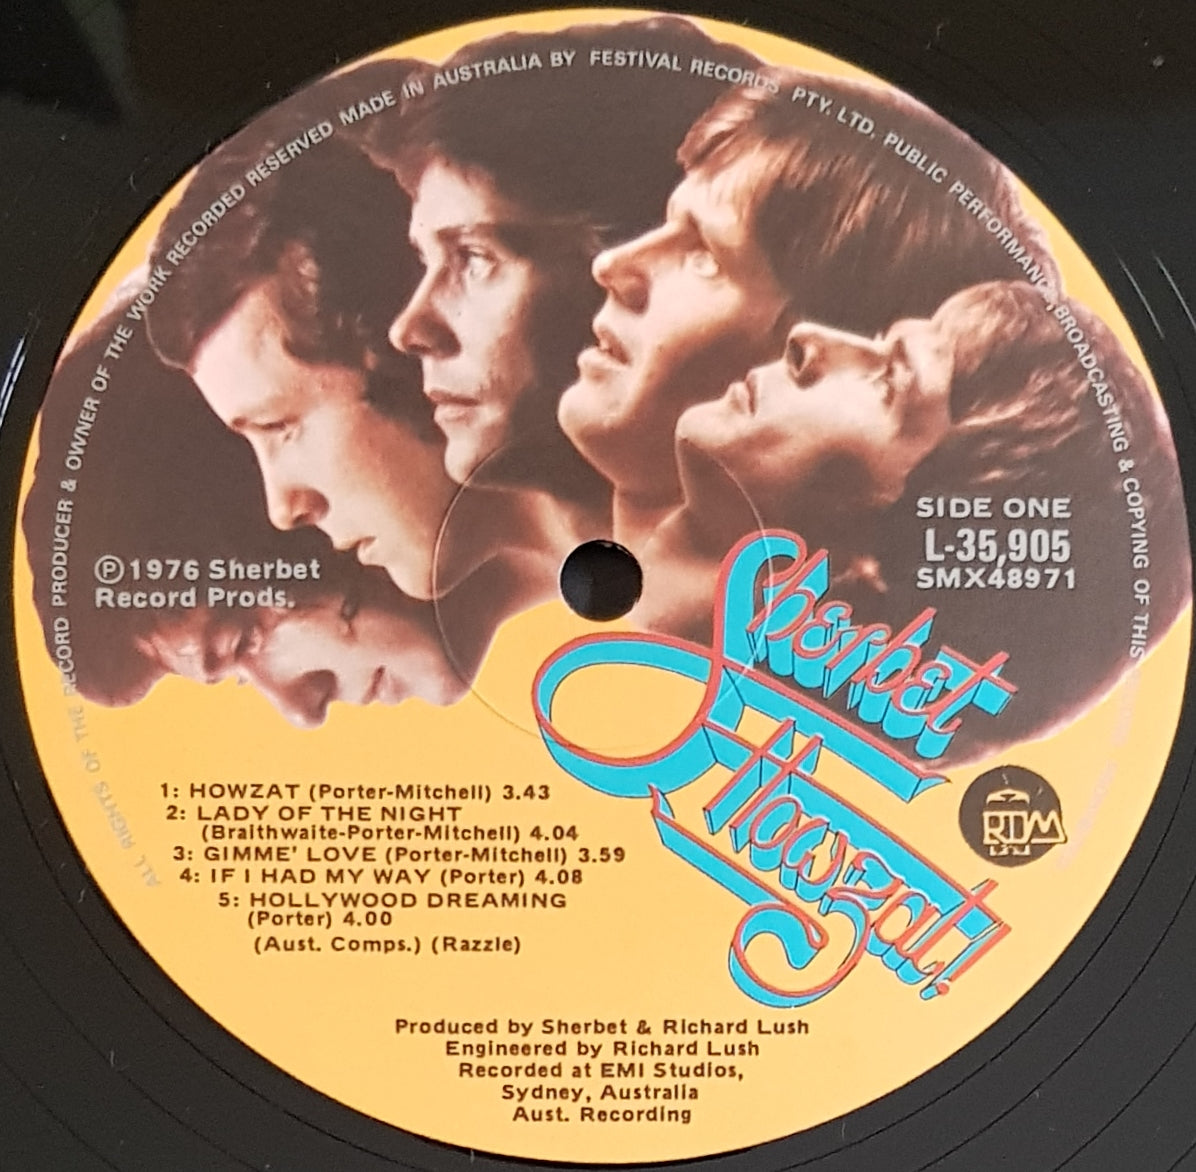 ALL RIGHTS OF THE RECORD PRODUCER & OWNER OF THE WORK RECORDED RESERVED MADE IN AUSTRALIA BY FESTIVAL RECORDS PTY. LTD. PUBLIC PERFORMANCE, BROADCASTING & COPYING OF THIS
SIDE ONE
L-35,905
SMX48971
℗1976 Sherbet
Record Prods.
Sherbet
Howzat!
RDM
1: HOWZAT (Porter-Mitchell) 3.43
2: LADY OF THE NIGHT
(Braithwaite-Porter-Mitchell) 4.04
3: GIMME' LOVE (Porter-Mitchell) 3.59
4: IF I HAD MY WAY (Porter) 4.08
5: HOLLYWOOD DREAMING
(Porter) 4.00
(Aust. Comps.) (Razzle)
Produced by Sherbet & Richard Lush
Engineered by Richard Lush
Recorded at EMI Studios,
Sydney, Australia
Aust. Recording